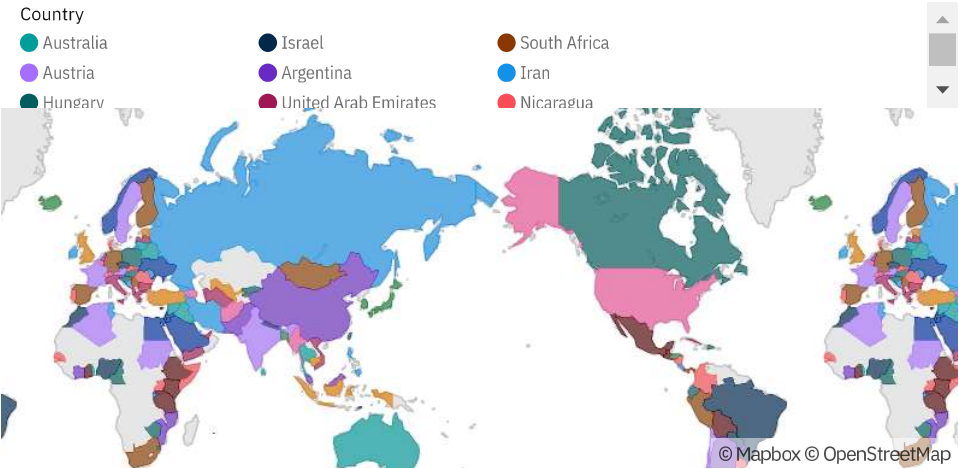 Country
Australia
Israel
South Africa
Austria
Argentina
Iran
Hungary
United Arab Emirates
Nicaragua
© Mapbox © OpenStreetMap